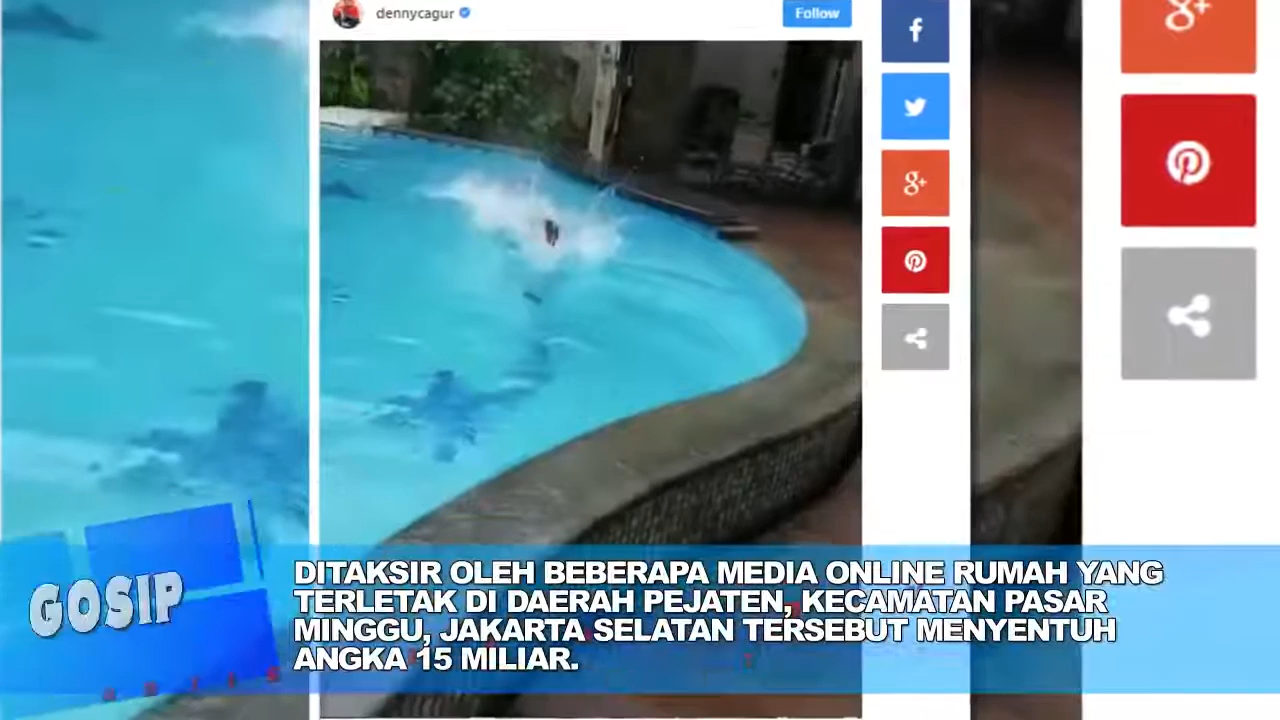 dennycagur
Follow
GOSIP
DITAKSIR OLEH BEBERAPA MEDIA ONLINE RUMAH YANG
TERLETAK DI DAERAH PEJATEN, KECAMATAN PASAR
MINGGU, JAKARTA SELATAN TERSEBUT MENYENTUH
ANGKA 15 MILIAR.